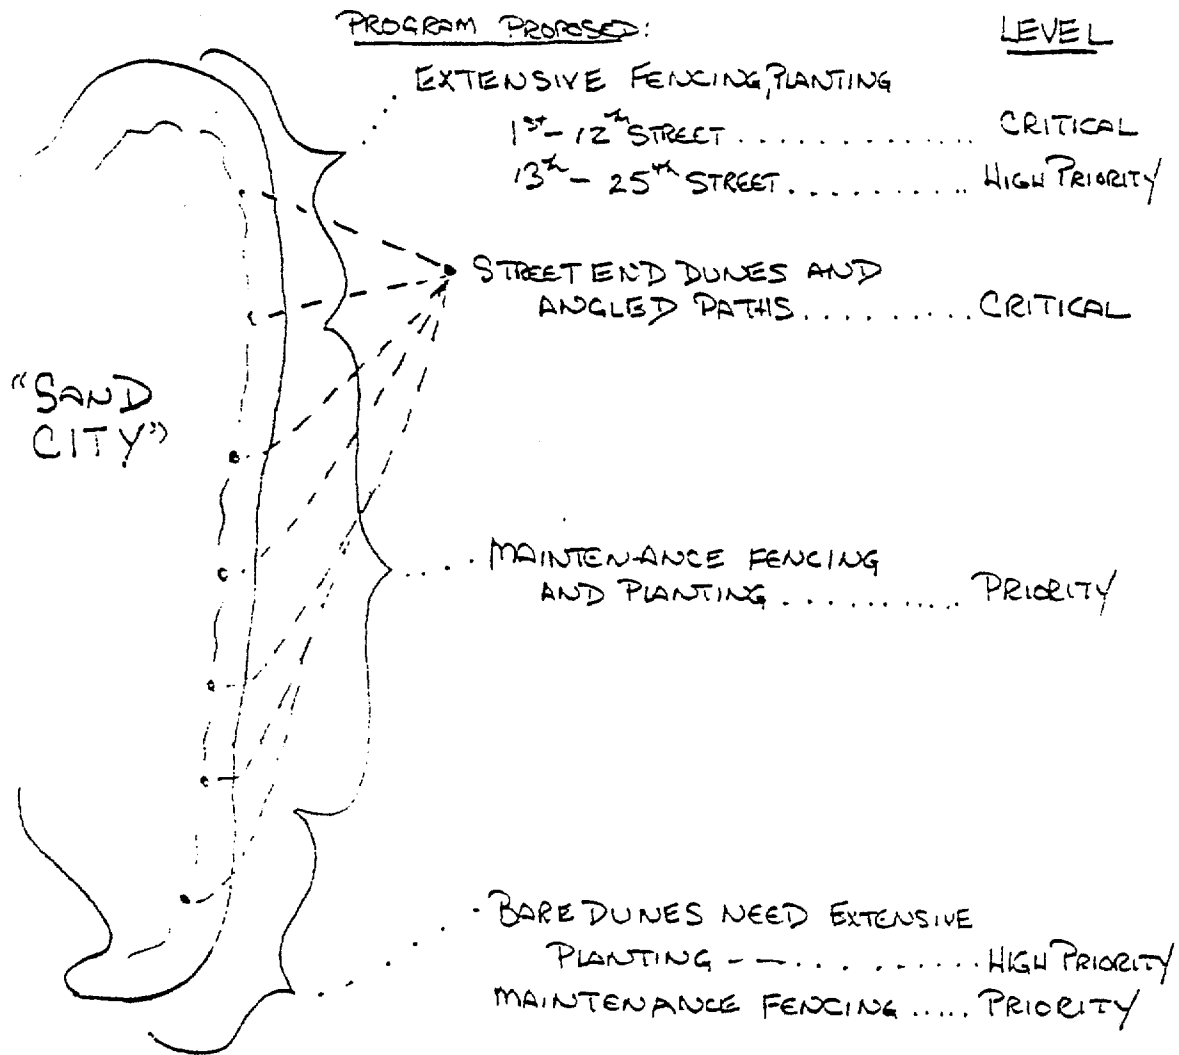 PROGRAM PROPOSED: LEVEL
EXTENSIVE FENCING, PLANTING
1st - 12th STREET ............. CRITICAL
13th - 25th STREET ............ HIGH PRIORITY
STREET END DUNES AND
ANGLED PATHS .......... CRITICAL
"SAND
CITY"
MAINTENANCE FENCING
AND PLANTING .......... PRIORITY
BARE DUNES NEED EXTENSIVE
PLANTING -- .......... HIGH PRIORITY
MAINTENANCE FENCING ..... PRIORITY